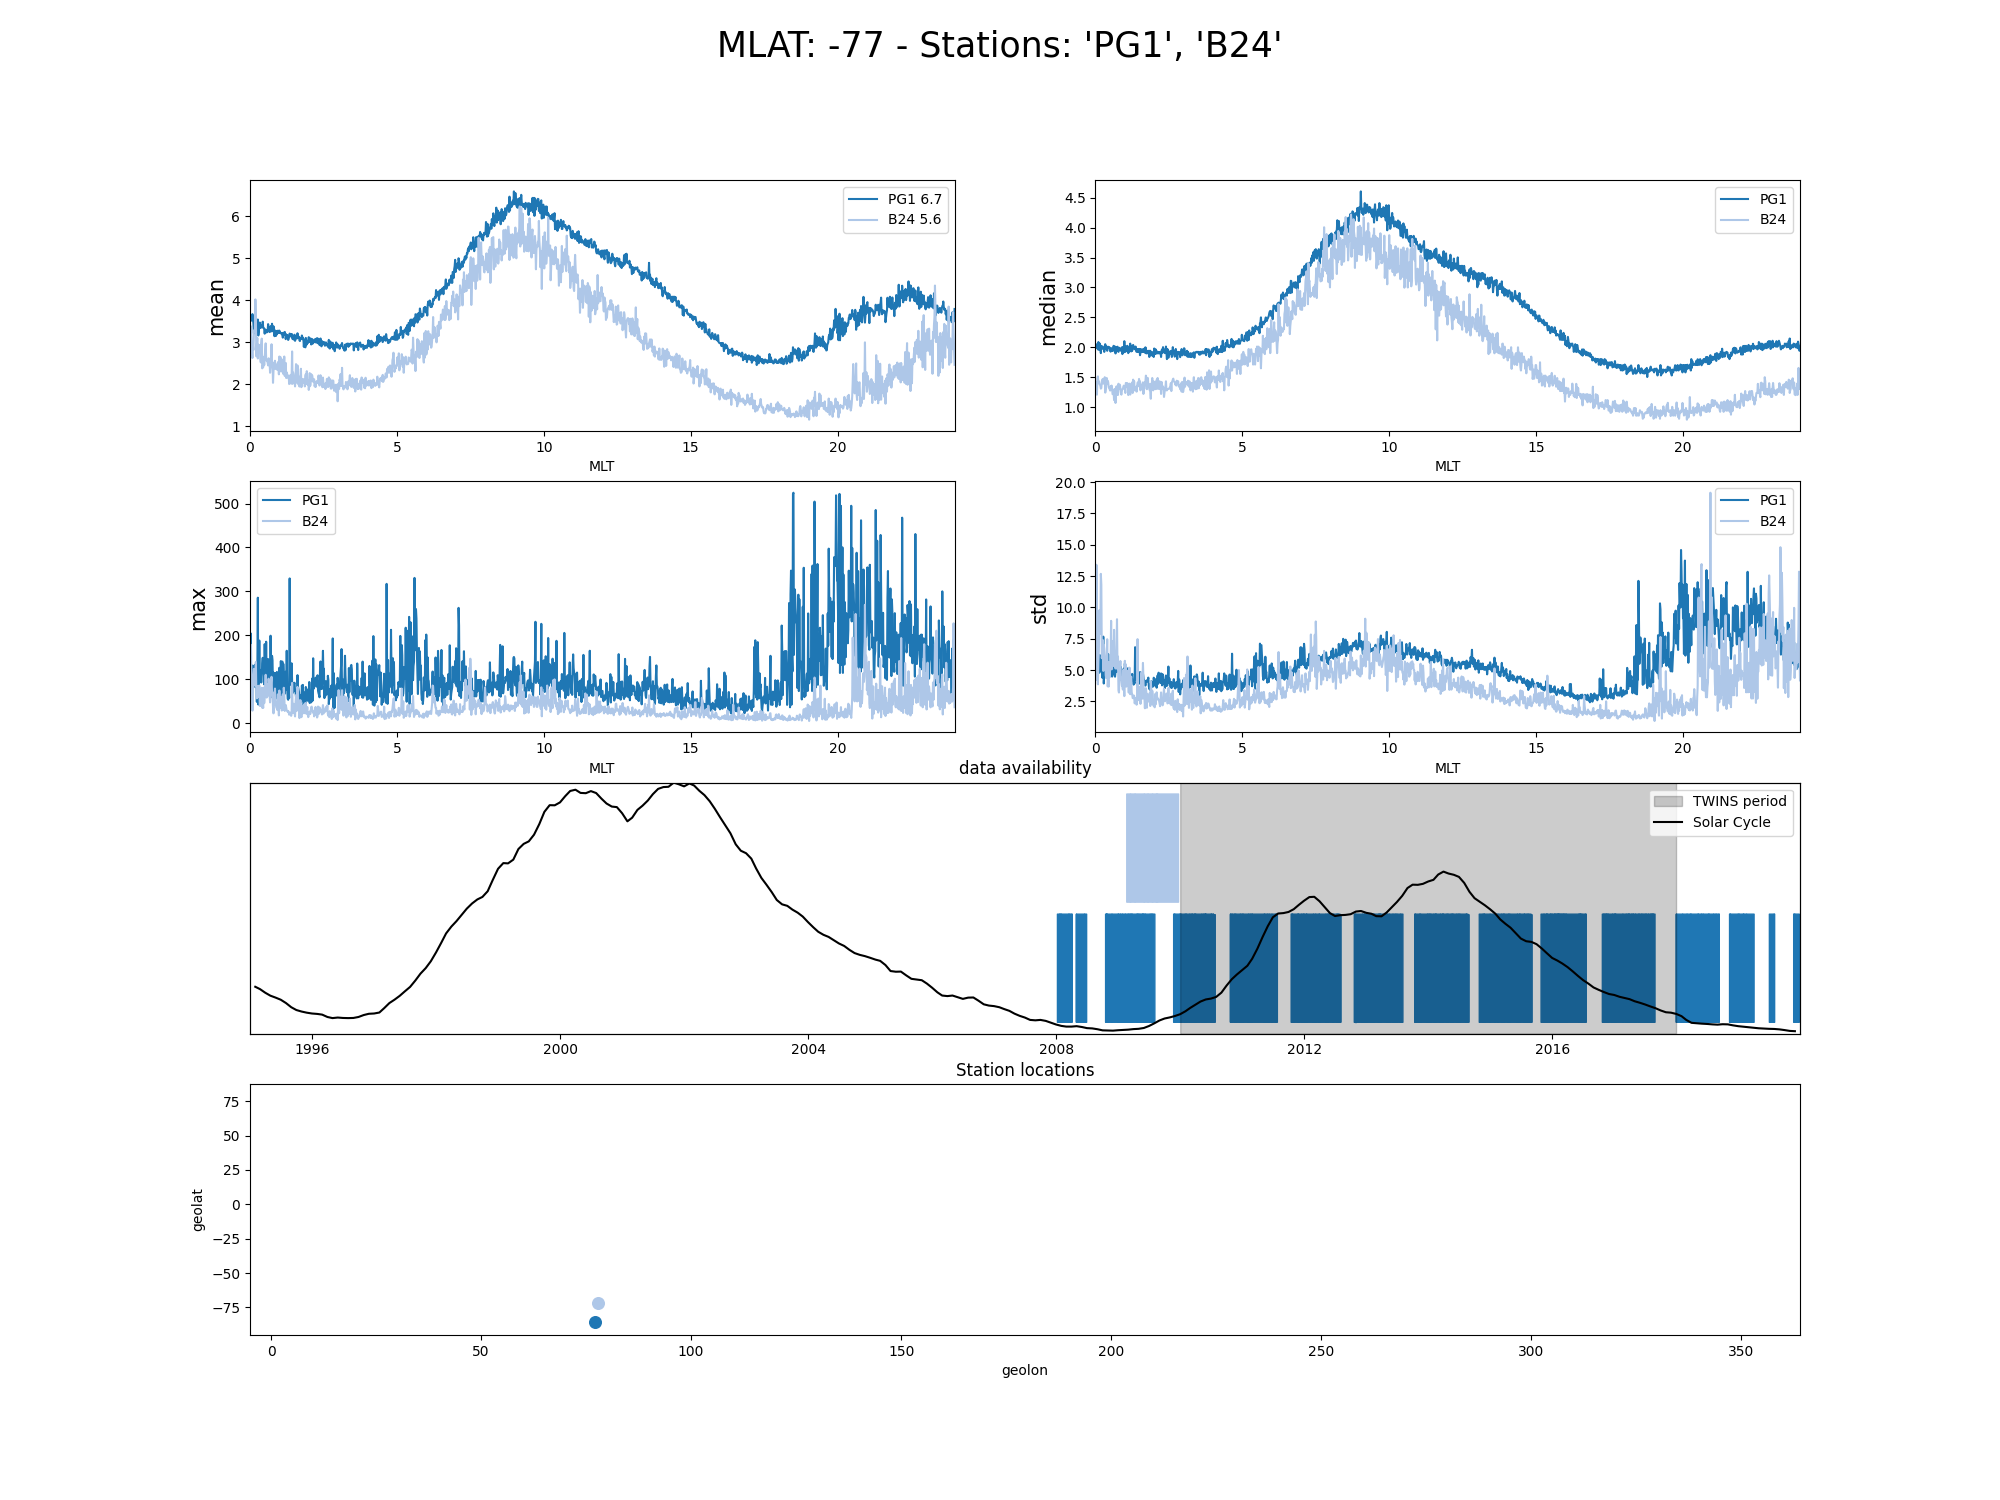 MLAT: -77 - Stations: 'PG1', 'B24'
mean
6
5
4
3
2
1
0 5 10 15 20
MLT
PG1 6.7
B24 5.6
median
4.5
4.0
3.5
3.0
2.5
2.0
1.5
1.0
0 5 10 15 20
MLT
PG1
B24
max
500
400
300
200
100
0
0 5 10 15 20
MLT
PG1
B24
std
20.0
17.5
15.0
12.5
10.0
7.5
5.0
2.5
0 5 10 15 20
MLT
PG1
B24
data availability
TWINS period
Solar Cycle
1996 2000 2004 2008 2012 2016
Station locations
geolat
75
50
25
0
−25
−50
−75
0 50 100 150 200 250 300 350
geolon